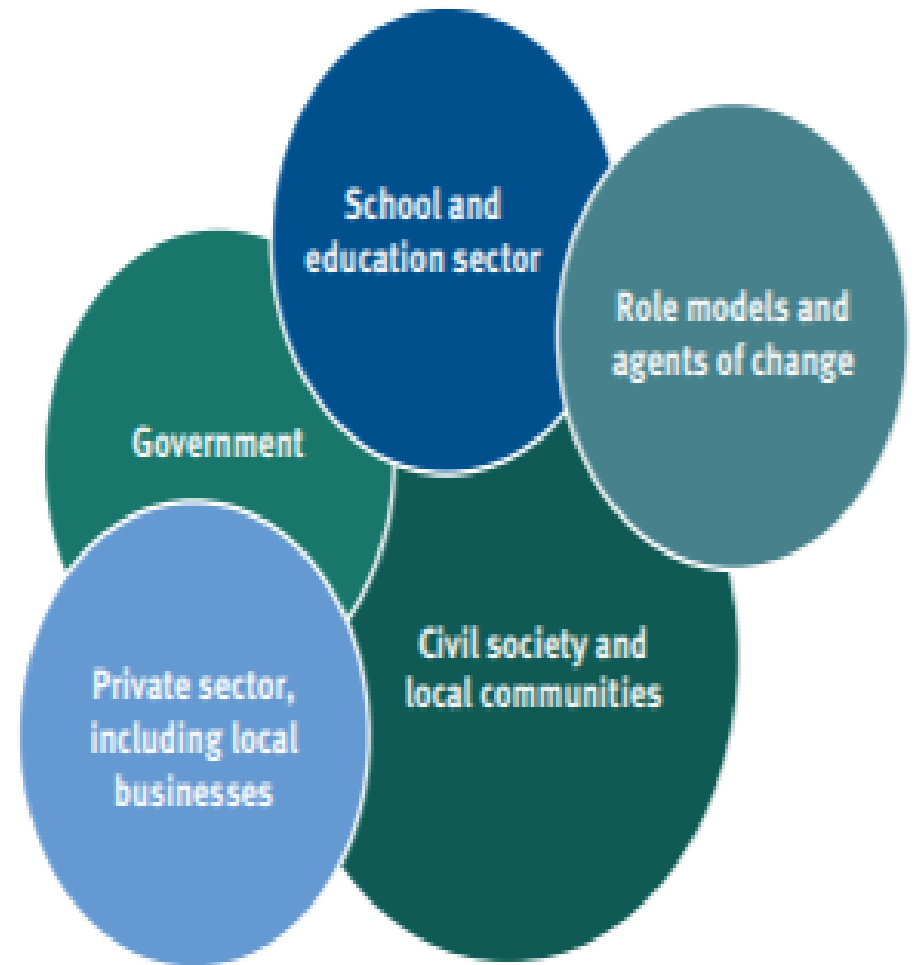 School and
education sector
Role models and
agents of change
Government
Civil society and
local communities
Private sector,
including local
businesses